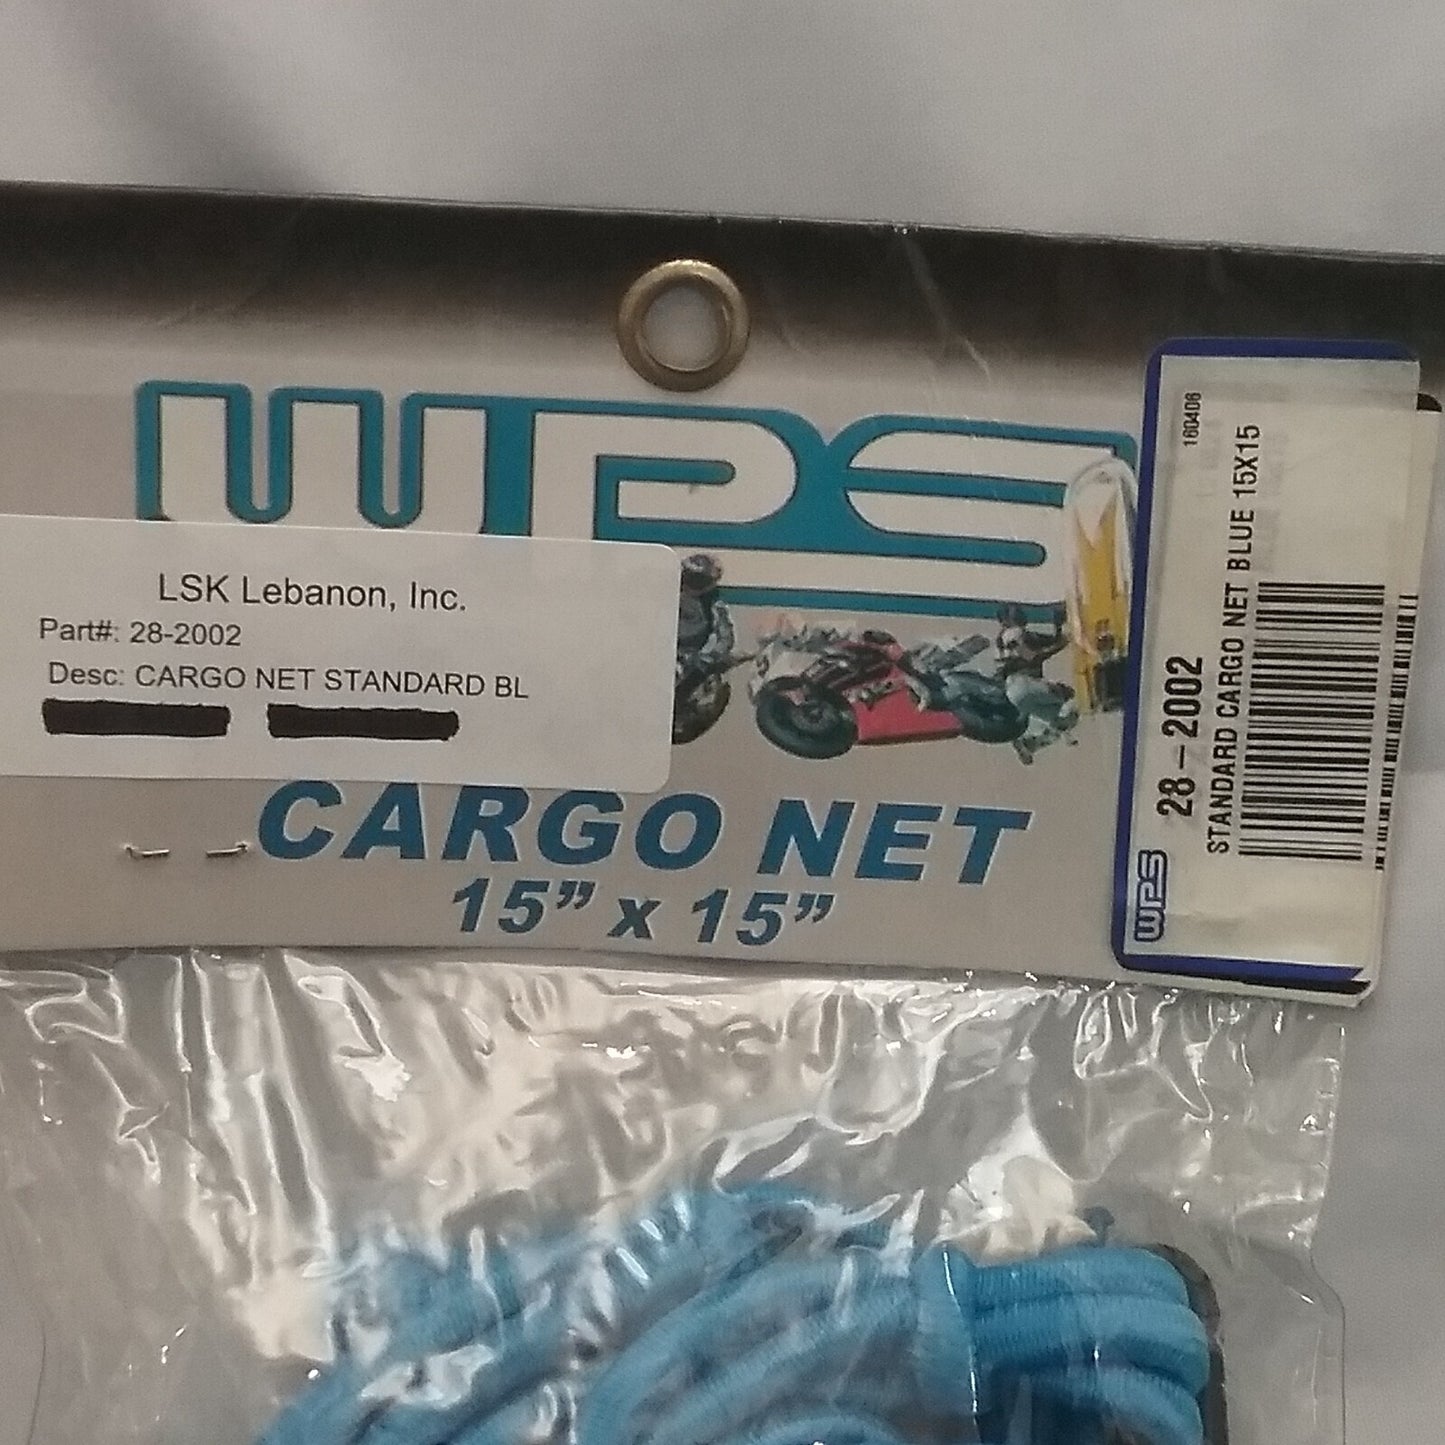 WPS
LSK Lebanon, Inc.
Part#: 28-2002
Desc: CARGO NET STANDARD BL
CARGO NET
15” x 15”
160406
28-2002
STANDARD CARGO NET BLUE 15X15
WPS